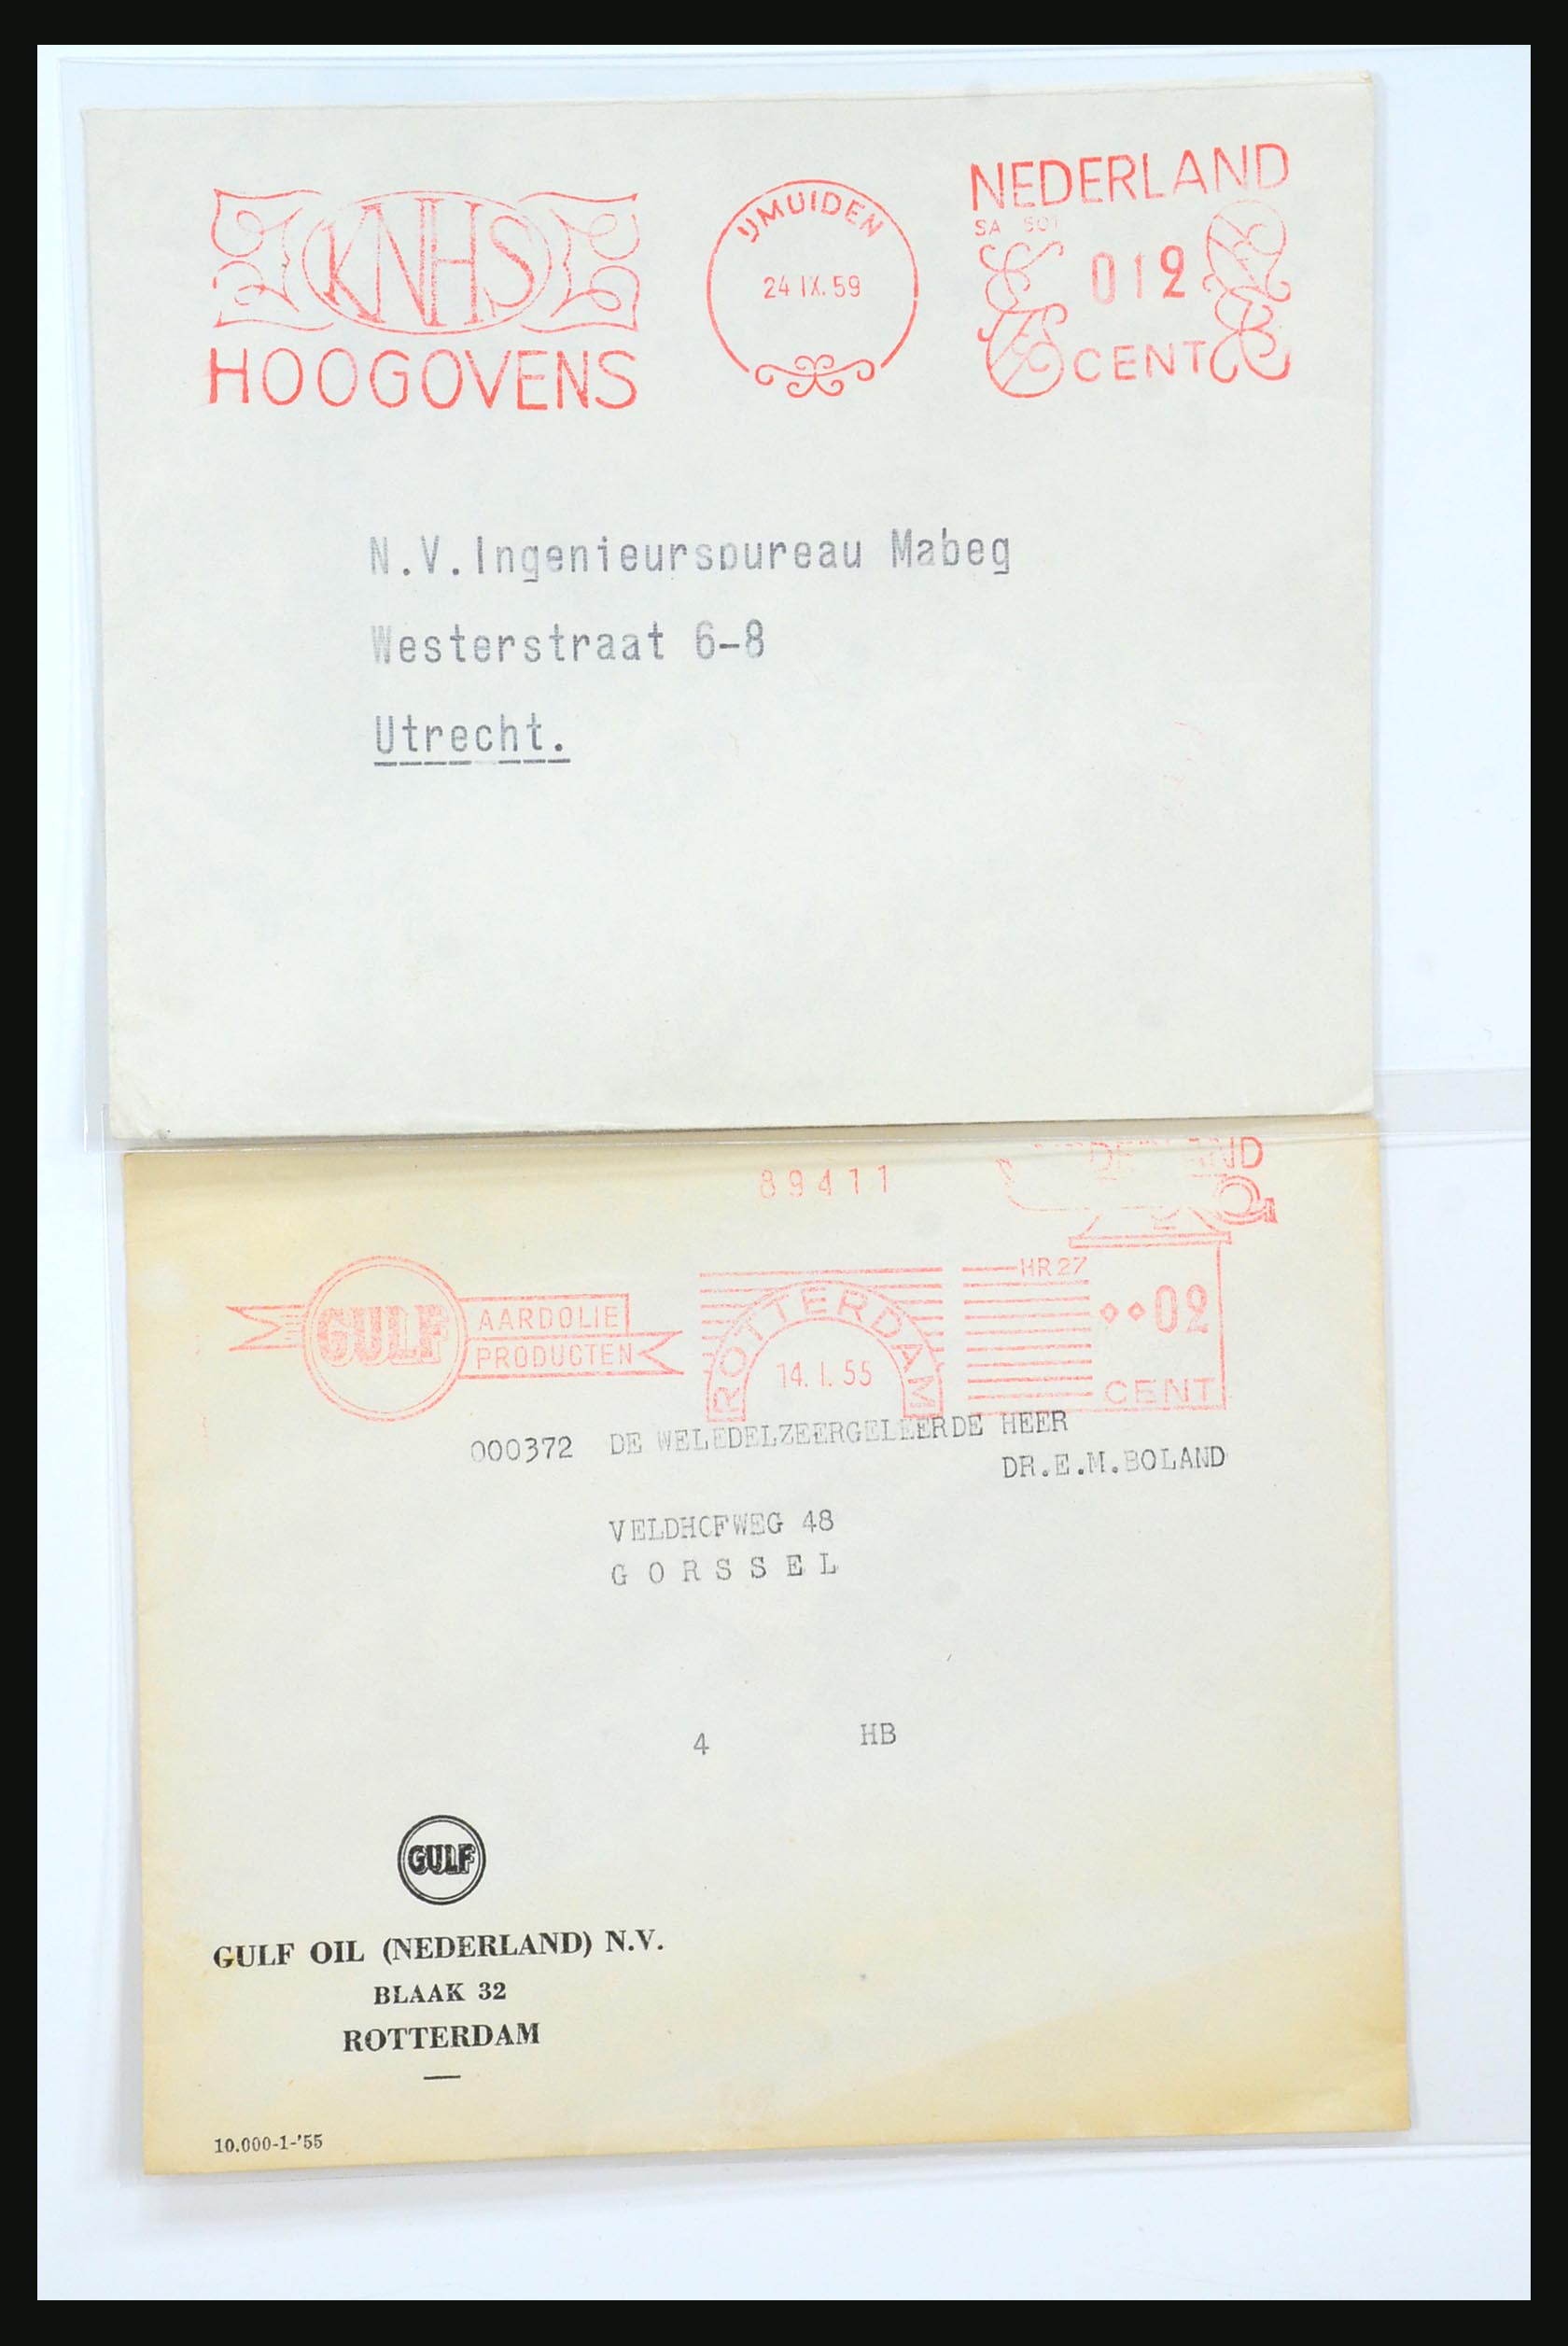 KNHS
HOOGOVENS
IJMUIDEN
24 IX. 59
NEDERLAND
SA
012
CENT
N.V.Ingenieursbureau Mabeg
Westerstraat 6-8
Utrecht.
89411
GULF
AARDOLIE
PRODUCTEN
ROTTERDAM
14. I. 55
HR 27
02
CENT
000372 DE WELEDELZEERGELEERDE HEER
DR.E.M.BOLAND
VELDHOFWEG 48
G O R S S E L
4 HB
GULF
GULF OIL (NEDERLAND) N.V.
BLAAK 32
ROTTERDAM
10.000-1-'55